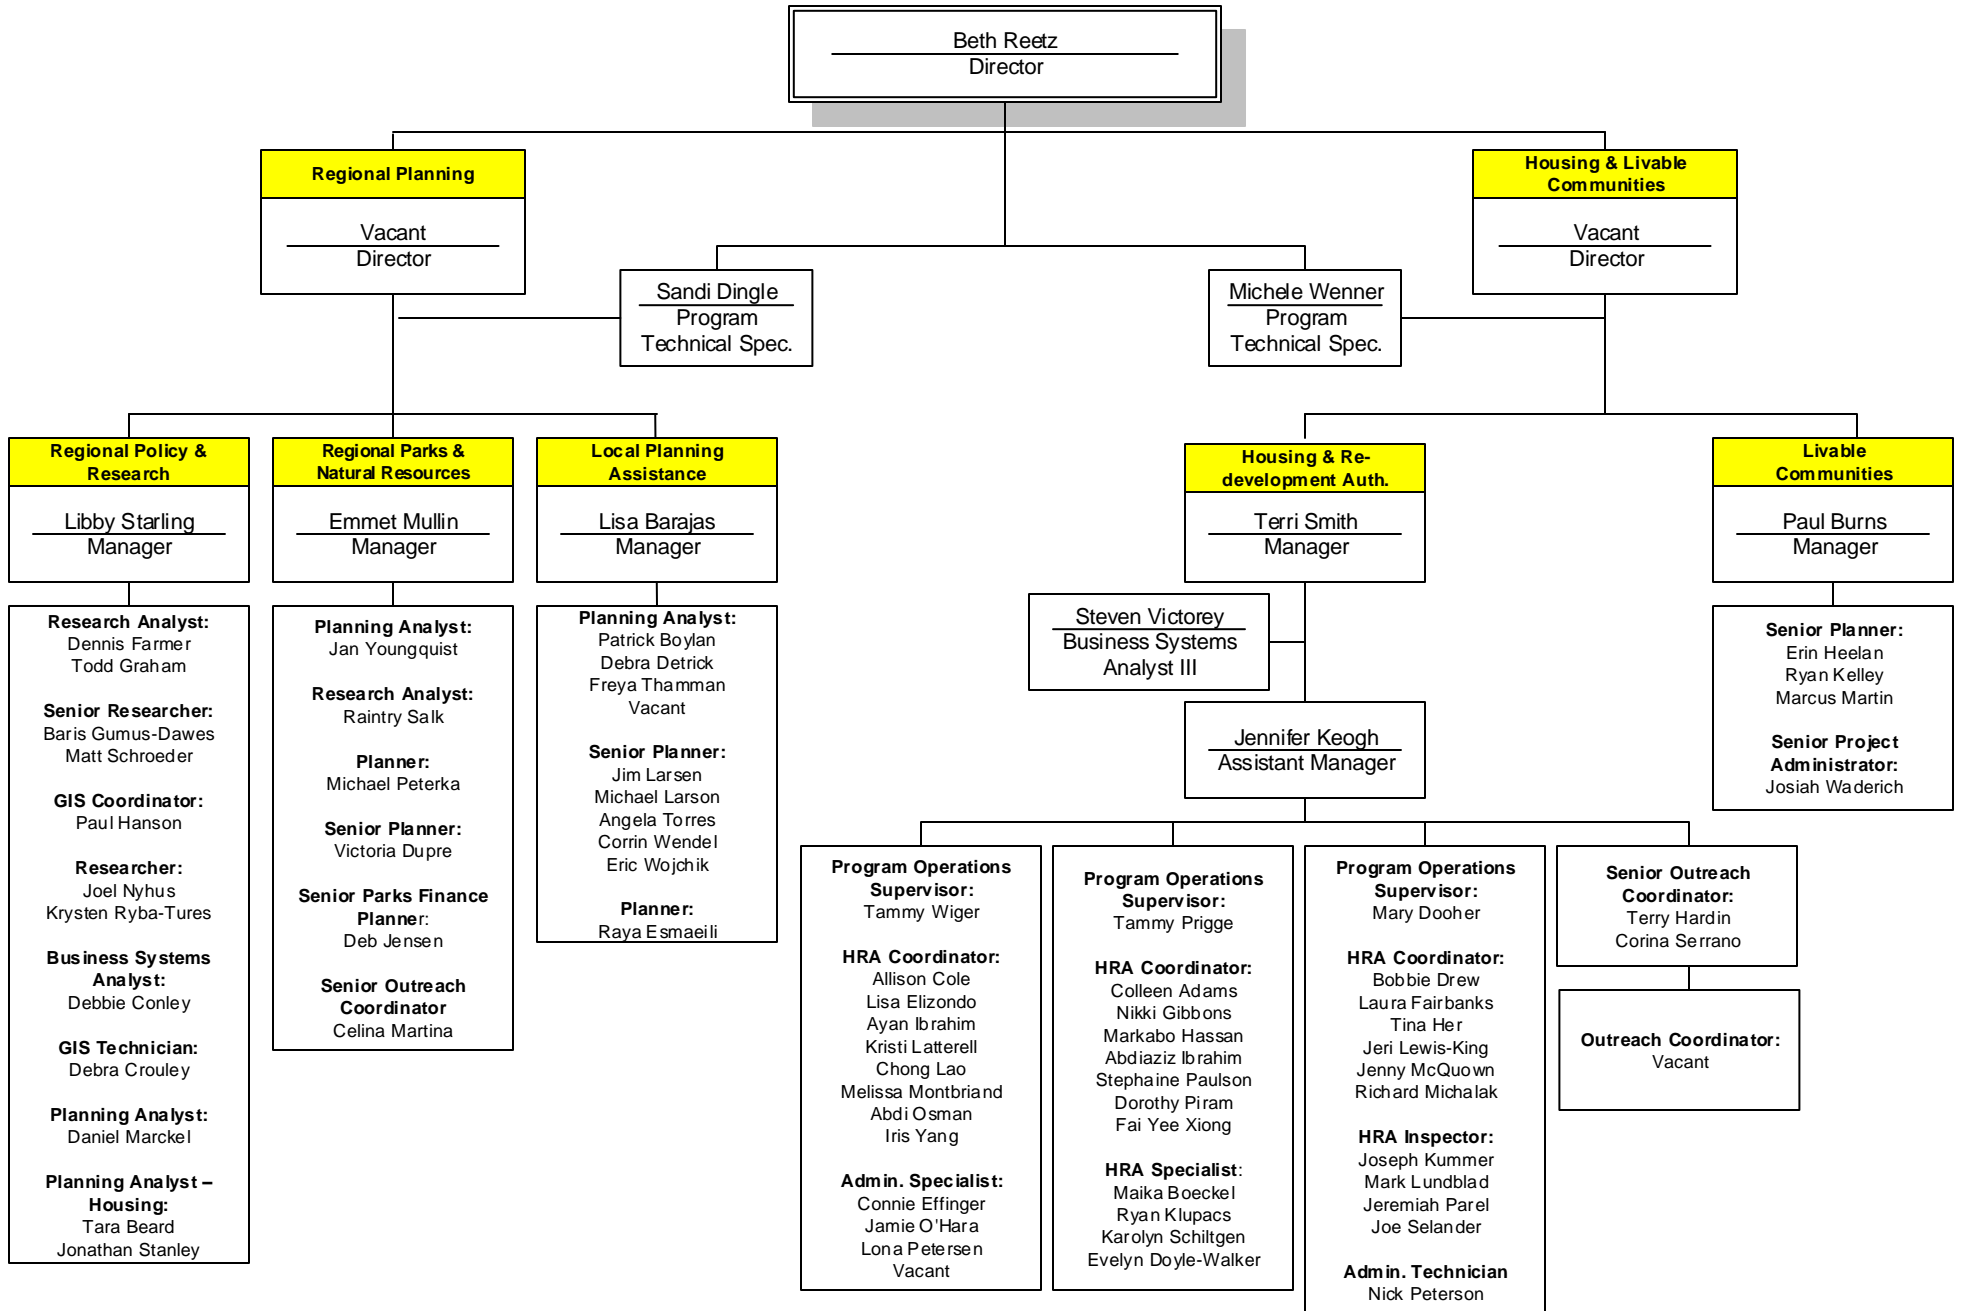 Beth Reetz
Director
Regional Planning
Vacant
Director
Housing & Livable
Communities
Vacant
Director
Sandi Dingle
Program
Technical Spec.
Michele Wenner
Program
Technical Spec.
Regional Policy &
Research
Libby Starling
Manager
Regional Parks &
Natural Resources
Emmet Mullin
Manager
Local Planning
Assistance
Lisa Barajas
Manager
Housing & Re-
development Auth.
Terri Smith
Manager
Livable
Communities
Paul Burns
Manager
Research Analyst:
Dennis Farmer
Todd Graham
Senior Researcher:
Baris Gumus-Dawes
Matt Schroeder
GIS Coordinator:
Paul Hanson
Researcher:
Joel Nyhus
Krysten Ryba-Tures
Business Systems
Analyst:
Debbie Conley
GIS Technician:
Debra Crouley
Planning Analyst:
Daniel Marckel
Planning Analyst –
Housing:
Tara Beard
Jonathan Stanley
Planning Analyst:
Jan Youngquist
Research Analyst:
Raintry Salk
Planner:
Michael Peterka
Senior Planner:
Victoria Dupre
Senior Parks Finance
Planner:
Deb Jensen
Senior Outreach
Coordinator
Celina Martina
Planning Analyst:
Patrick Boylan
Debra Detrick
Freya Thamman
Vacant
Senior Planner:
Jim Larsen
Michael Larson
Angela Torres
Corrin Wendel
Eric Wojchik
Planner:
Raya Esmaeili
Steven Victorey
Business Systems
Analyst III
Jennifer Keogh
Assistant Manager
Senior Planner:
Erin Heelan
Ryan Kelley
Marcus Martin
Senior Project
Administrator:
Josiah Waderich
Program Operations
Supervisor:
Tammy Wiger
HRA Coordinator:
Allison Cole
Lisa Elizondo
Ayan Ibrahim
Kristi Latterell
Chong Lao
Melissa Montbriand
Abdi Osman
Iris Yang
Admin. Specialist:
Connie Effinger
Jamie O'Hara
Lona Petersen
Vacant
Program Operations
Supervisor:
Tammy Prigge
HRA Coordinator:
Colleen Adams
Nikki Gibbons
Markabo Hassan
Abdiaziz Ibrahim
Stephaine Paulson
Dorothy Piram
Fai Yee Xiong
HRA Specialist:
Maika Boeckel
Ryan Klupacs
Karolyn Schiltgen
Evelyn Doyle-Walker
Program Operations
Supervisor:
Mary Dooher
HRA Coordinator:
Bobbie Drew
Laura Fairbanks
Tina Her
Jeri Lewis-King
Jenny McQuown
Richard Michalak
HRA Inspector:
Joseph Kummer
Mark Lundblad
Jeremiah Parel
Joe Selander
Admin. Technician
Nick Peterson
Senior Outreach
Coordinator:
Terry Hardin
Corina Serrano
Outreach Coordinator:
Vacant